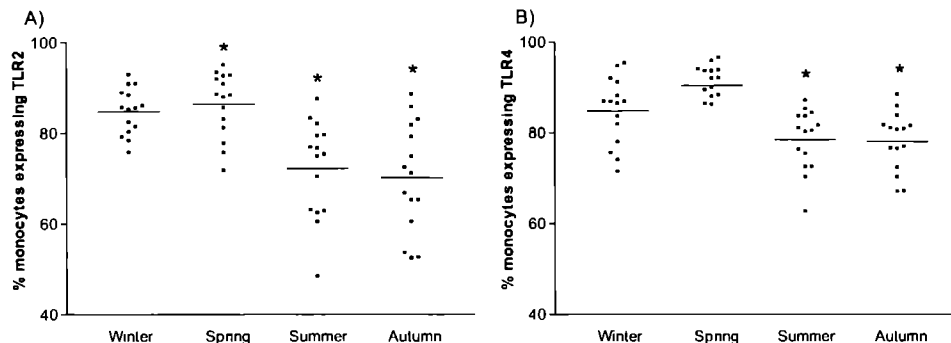 A)
% monocytes expressing TLR2
100
80
60
40
*
*
*
Winter
Spring
Summer
Autumn
B)
% monocytes expressing TLR4
100
80
60
40
*
*
Winter
Spring
Summer
Autumn